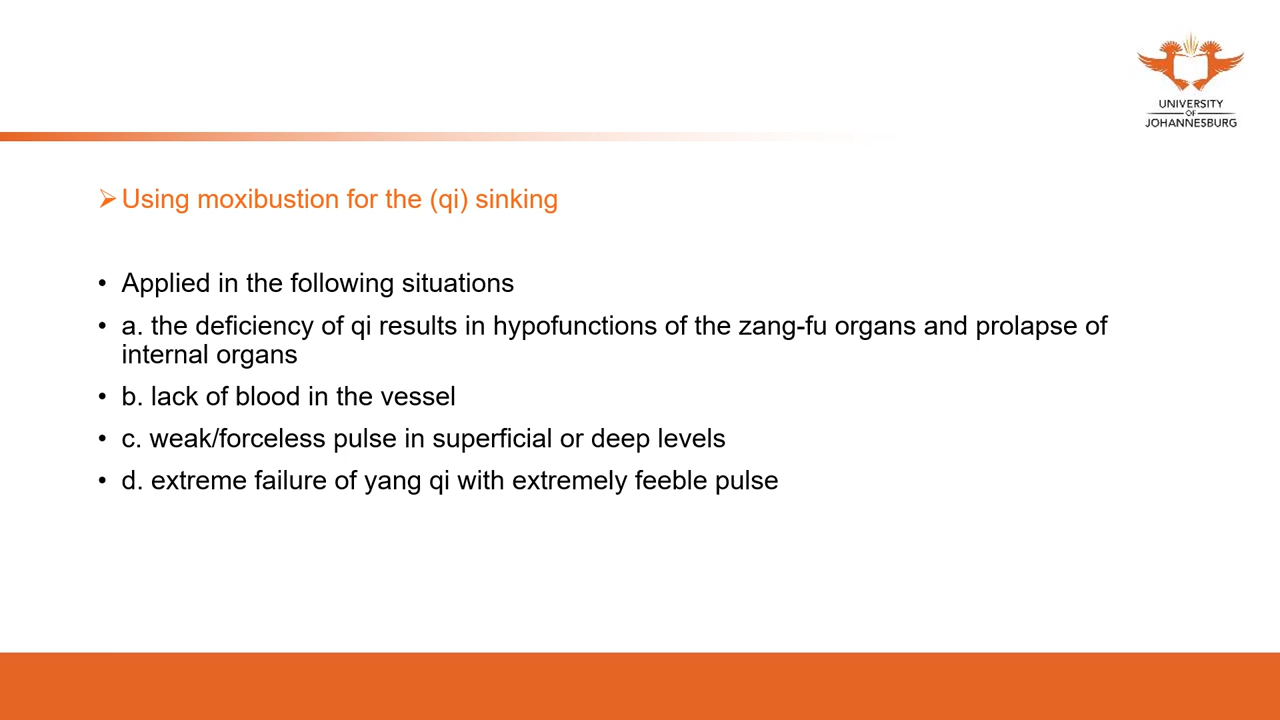 UNIVERSITY
OF
JOHANNESBURG
➢ Using moxibustion for the (qi) sinking
• Applied in the following situations
• a. the deficiency of qi results in hypofunctions of the zang-fu organs and prolapse of
internal organs
• b. lack of blood in the vessel
• c. weak/forceless pulse in superficial or deep levels
• d. extreme failure of yang qi with extremely feeble pulse